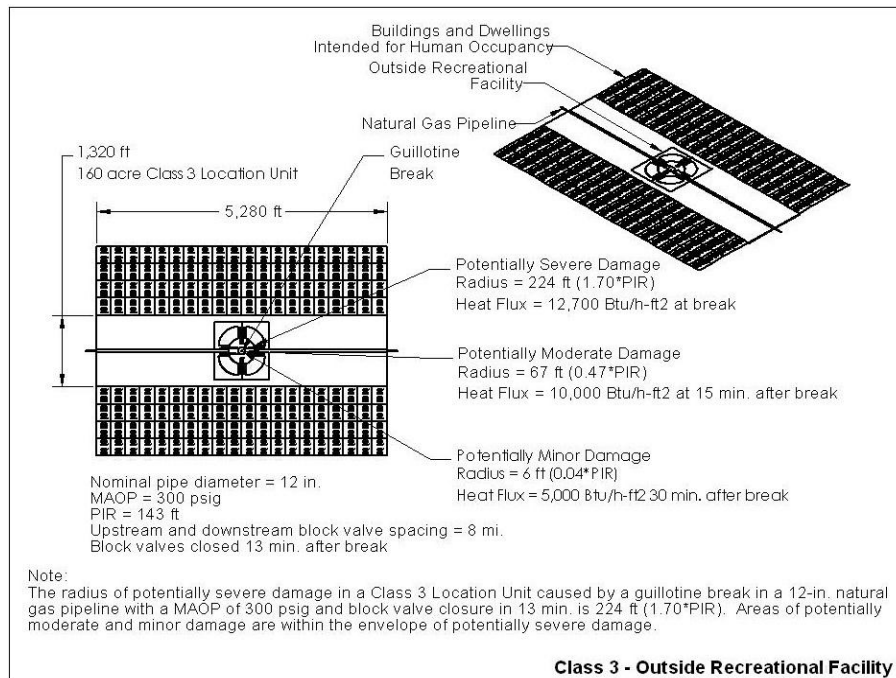 Buildings and Dwellings
Intended for Human Occupancy
Outside Recreational
Facility
Natural Gas Pipeline
Guillotine
Break
1,320 ft
160 acre Class 3 Location Unit
5,280 ft
Potentially Severe Damage
Radius = 224 ft (1.70*PIR)
Heat Flux = 12,700 Btu/h-ft2 at break
Potentially Moderate Damage
Radius = 67 ft (0.47*PIR)
Heat Flux = 10,000 Btu/h-ft2 at 15 min. after break
Potentially Minor Damage
Radius = 6 ft (0.04*PIR)
Heat Flux = 5,000 Btu/h-ft2 30 min. after break
Nominal pipe diameter = 12 in.
MAOP = 300 psig
PIR = 143 ft
Upstream and downstream block valve spacing = 8 mi.
Block valves closed 13 min. after break
Note:
The radius of potentially severe damage in a Class 3 Location Unit caused by a guillotine break in a 12-in. natural
gas pipeline with a MAOP of 300 psig and block valve closure in 13 min. is 224 ft (1.70*PIR). Areas of potentially
moderate and minor damage are within the envelope of potentially severe damage.
Class 3 - Outside Recreational Facility